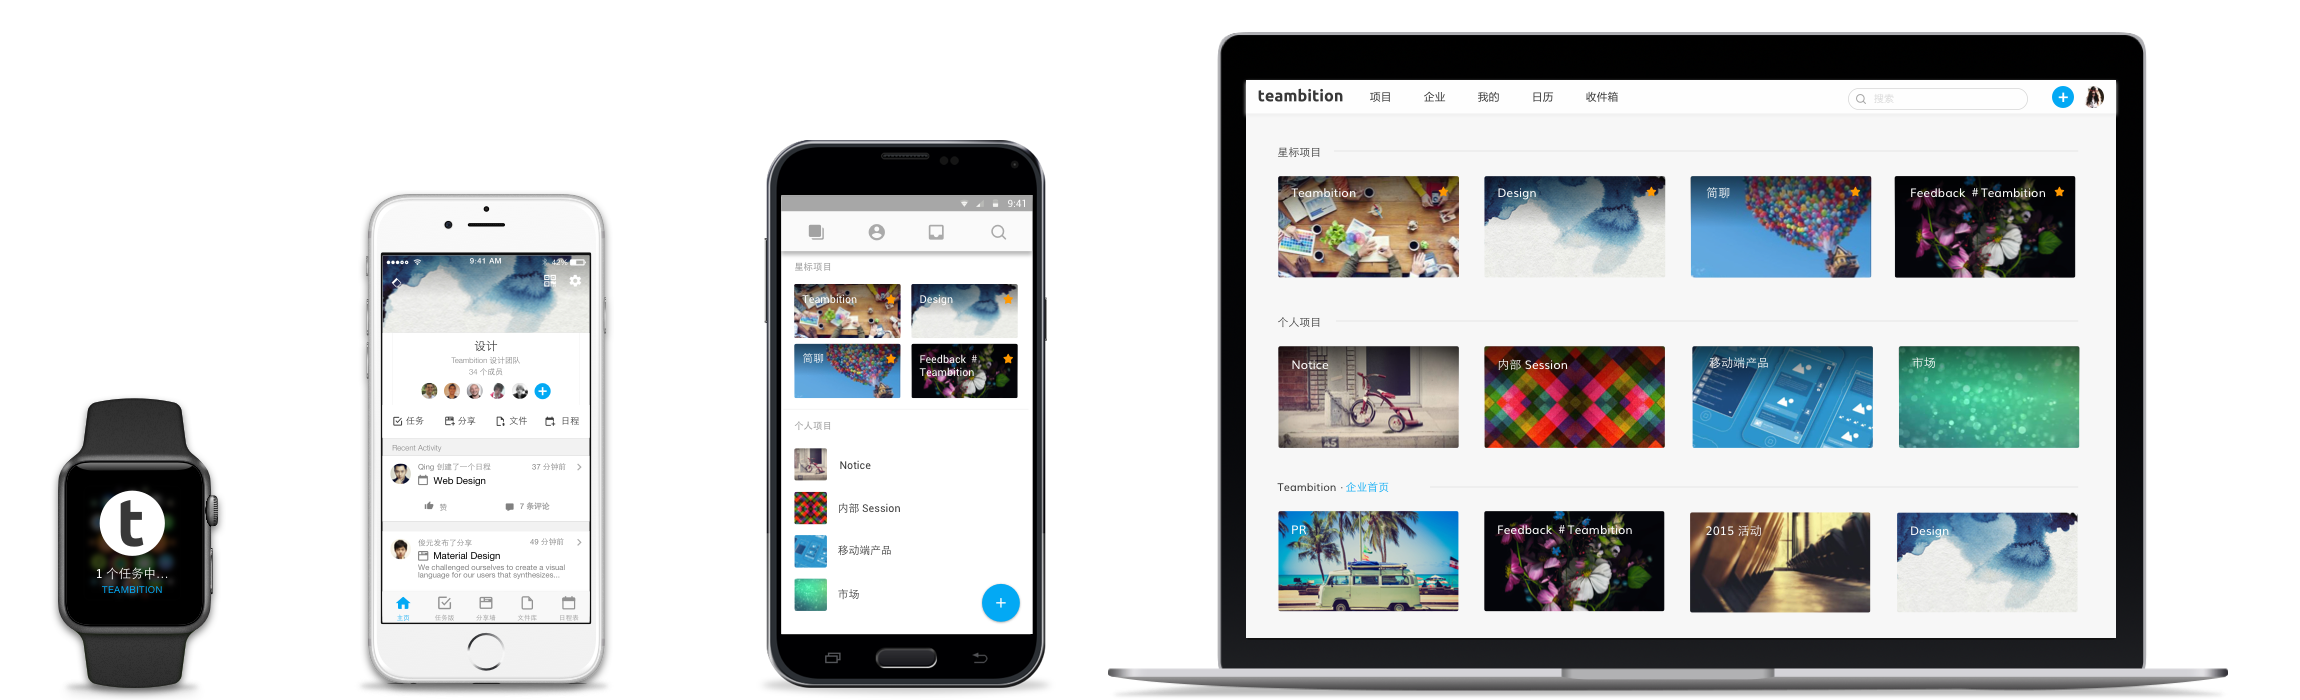 t
1 个任务中...
TEAMBITION
9:41 AM
42%
设计
Teambition 设计团队
34 个成员
任务
分享
文件
日程
Recent Activity
Qing 创建了一个日程
37 分钟前
Web Design
赞
7 条评论
俊元发布了分享
49 分钟前
Material Design
We challenged ourselves to create a visual
language for our users that synthesizes...
主页
任务板
分享墙
文件库
日程表
9:41
星标项目
Teambition
Design
简聊
Feedback #
Teambition
个人项目
Notice
内部 Session
移动端产品
市场
teambition
项目
企业
我的
日历
收件箱
搜索
星标项目
Teambition
Design
简聊
Feedback #Teambition
个人项目
Notice
45
内部 Session
移动端产品
市场
Teambition · 企业首页
PR
Feedback #Teambition
2015 活动
Design